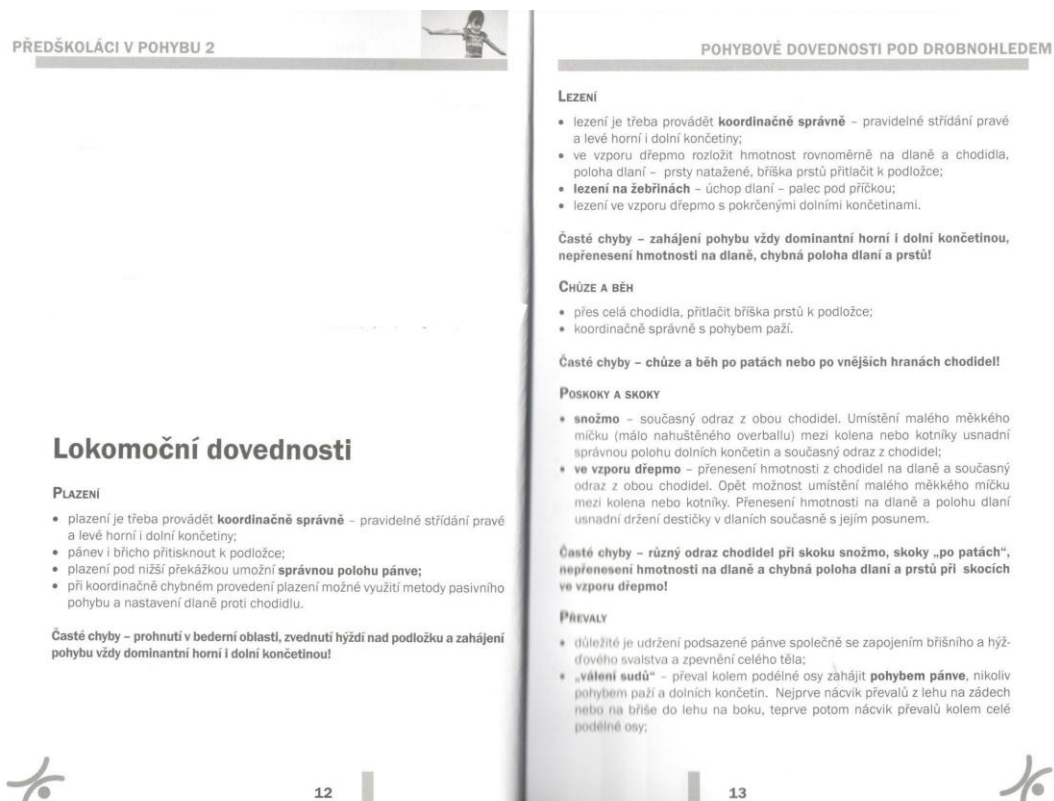 PŘEDŠKOLÁCI V POHYBU 2
Lokomoční dovednosti
PLAZENÍ
• plazení je třeba provádět koordinačně správně – pravidelné střídání pravé
a levé horní i dolní končetiny;
• pánev i břicho přitisknout k podložce;
• plazení pod nižší překážkou umožní správnou polohu pánve;
• při koordinačně chybném provedení plazení možné využití metody pasivního
pohybu a nastavení dlaně proti chodidlu.
Časté chyby – prohnutí v bederní oblasti, zvednutí hýždí nad podložku a zahájení
pohybu vždy dominantní horní i dolní končetinou!
12
POHYBOVÉ DOVEDNOSTI POD DROBNOHLEDEM
LEZENÍ
• lezení je třeba provádět koordinačně správně – pravidelné střídání pravé
a levé horní i dolní končetiny;
• ve vzporu dřepmo rozložit hmotnost rovnoměrně na dlaně a chodidla,
poloha dlaní – prsty natažené, bříška prstů přitlačit k podložce;
• lezení na žebřinách – úchop dlaní – palec pod příčkou;
• lezení ve vzporu dřepmo s pokrčenými dolními končetinami.
Časté chyby – zahájení pohybu vždy dominantní horní i dolní končetinou,
nepřenesení hmotnosti na dlaně, chybná poloha dlaní a prstů!
CHŮZE A BĚH
• přes celá chodidla, přitlačit bříška prstů k podložce;
• koordinačně správně s pohybem paží.
Časté chyby – chůze a běh po patách nebo po vnějších hranách chodidel!
POSKOKY A SKOKY
• snožmo – současný odraz z obou chodidel. Umístění malého měkkého
míčku (málo nahuštěného overballu) mezi kolena nebo kotníky usnadní
správnou polohu dolních končetin a současný odraz z chodidel;
• ve vzporu dřepmo – přenesení hmotnosti z chodidel na dlaně a současný
odraz z obou chodidel. Opět možnost umístění malého měkkého míčku
mezi kolena nebo kotníky. Přenesení hmotnosti na dlaně a polohu dlaní
usnadní držení destičky v dlaních současně s jejím posunem.
Časté chyby – různý odraz chodidel při skoku snožmo, skoky „po patách“,
nepřenesení hmotnosti na dlaně a chybná poloha dlaní a prstů při skocích
ve vzporu dřepmo!
PŘEVALY
• důležité je udržení podsazené pánve společně se zapojením břišního a hýž-
ďového svalstva a zpevnění celého těla;
• „válení sudů“ – převal kolem podélné osy zahájit pohybem pánve, nikoliv
pohybem paží a dolních končetin. Nejprve nácvik převalů z lehu na zádech
nebo na břiše do lehu na boku, teprve potom nácvik převalů kolem celé
podélné osy;
13